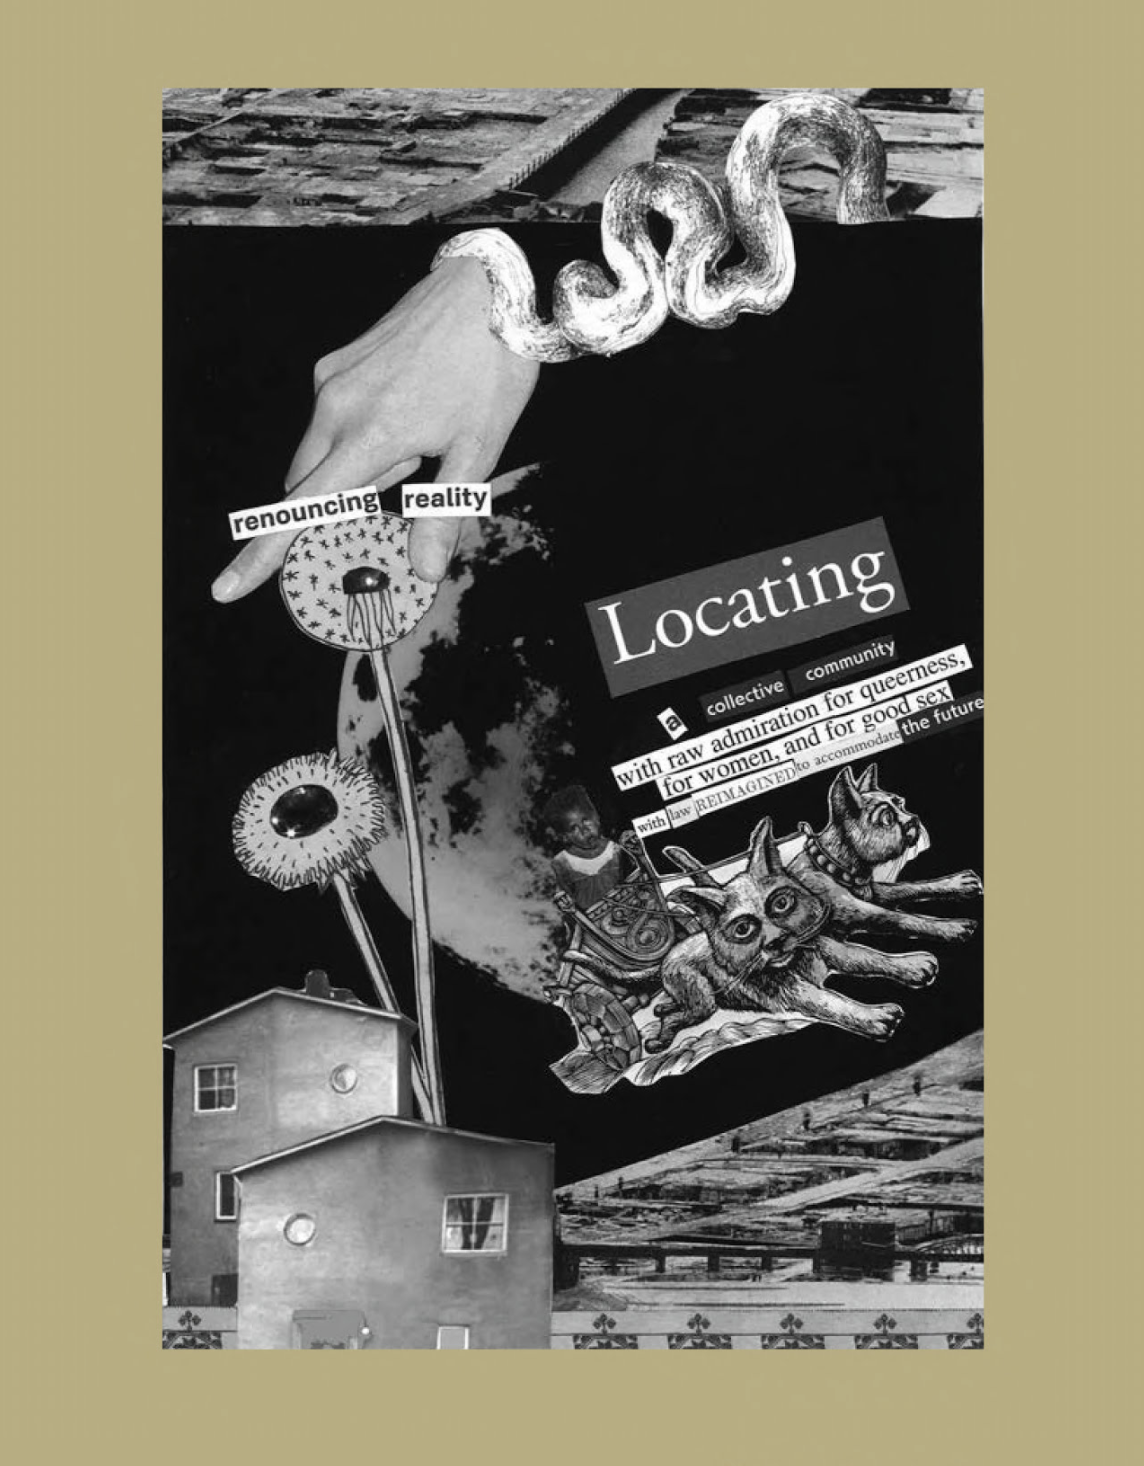 renouncing reality
Locating
a collective community
with raw admiration for queerness,
for women, and for good sex
with law REIMAGINED to accommodate the future